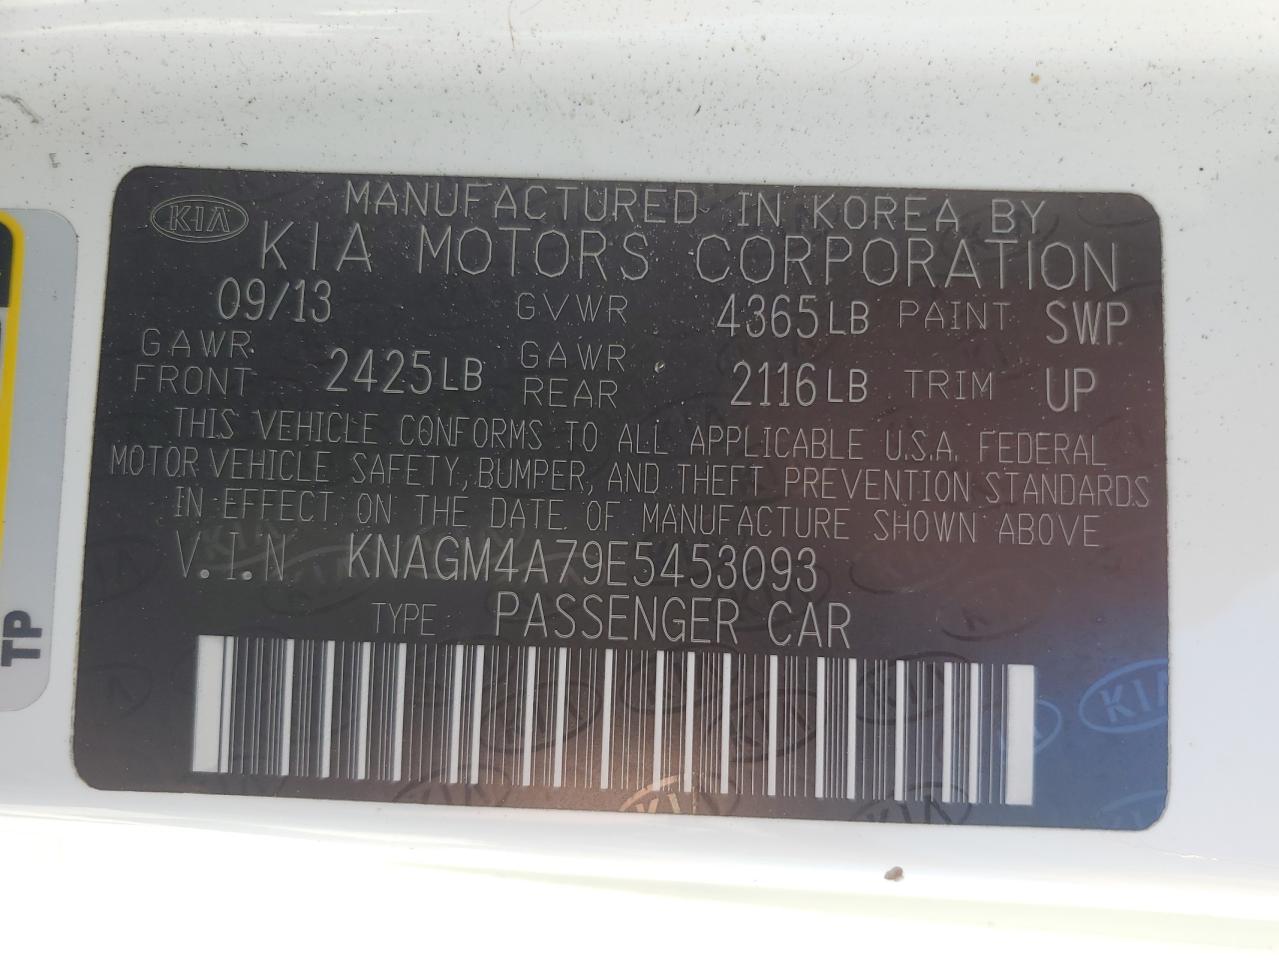 KIA MANUFACTURED IN KOREA BY
KIA MOTORS CORPORATION
09/13 GVWR 4365LB PAINT SWP
GAWR FRONT 2425LB GAWR REAR 2116LB TRIM UP
THIS VEHICLE CONFORMS TO ALL APPLICABLE U.S.A. FEDERAL
MOTOR VEHICLE SAFETY, BUMPER, AND THEFT PREVENTION STANDARDS
IN EFFECT ON THE DATE OF MANUFACTURE SHOWN ABOVE
V.I.N KNAGM4A79E5453093
TYPE PASSENGER CAR
KIA
KIA
TP